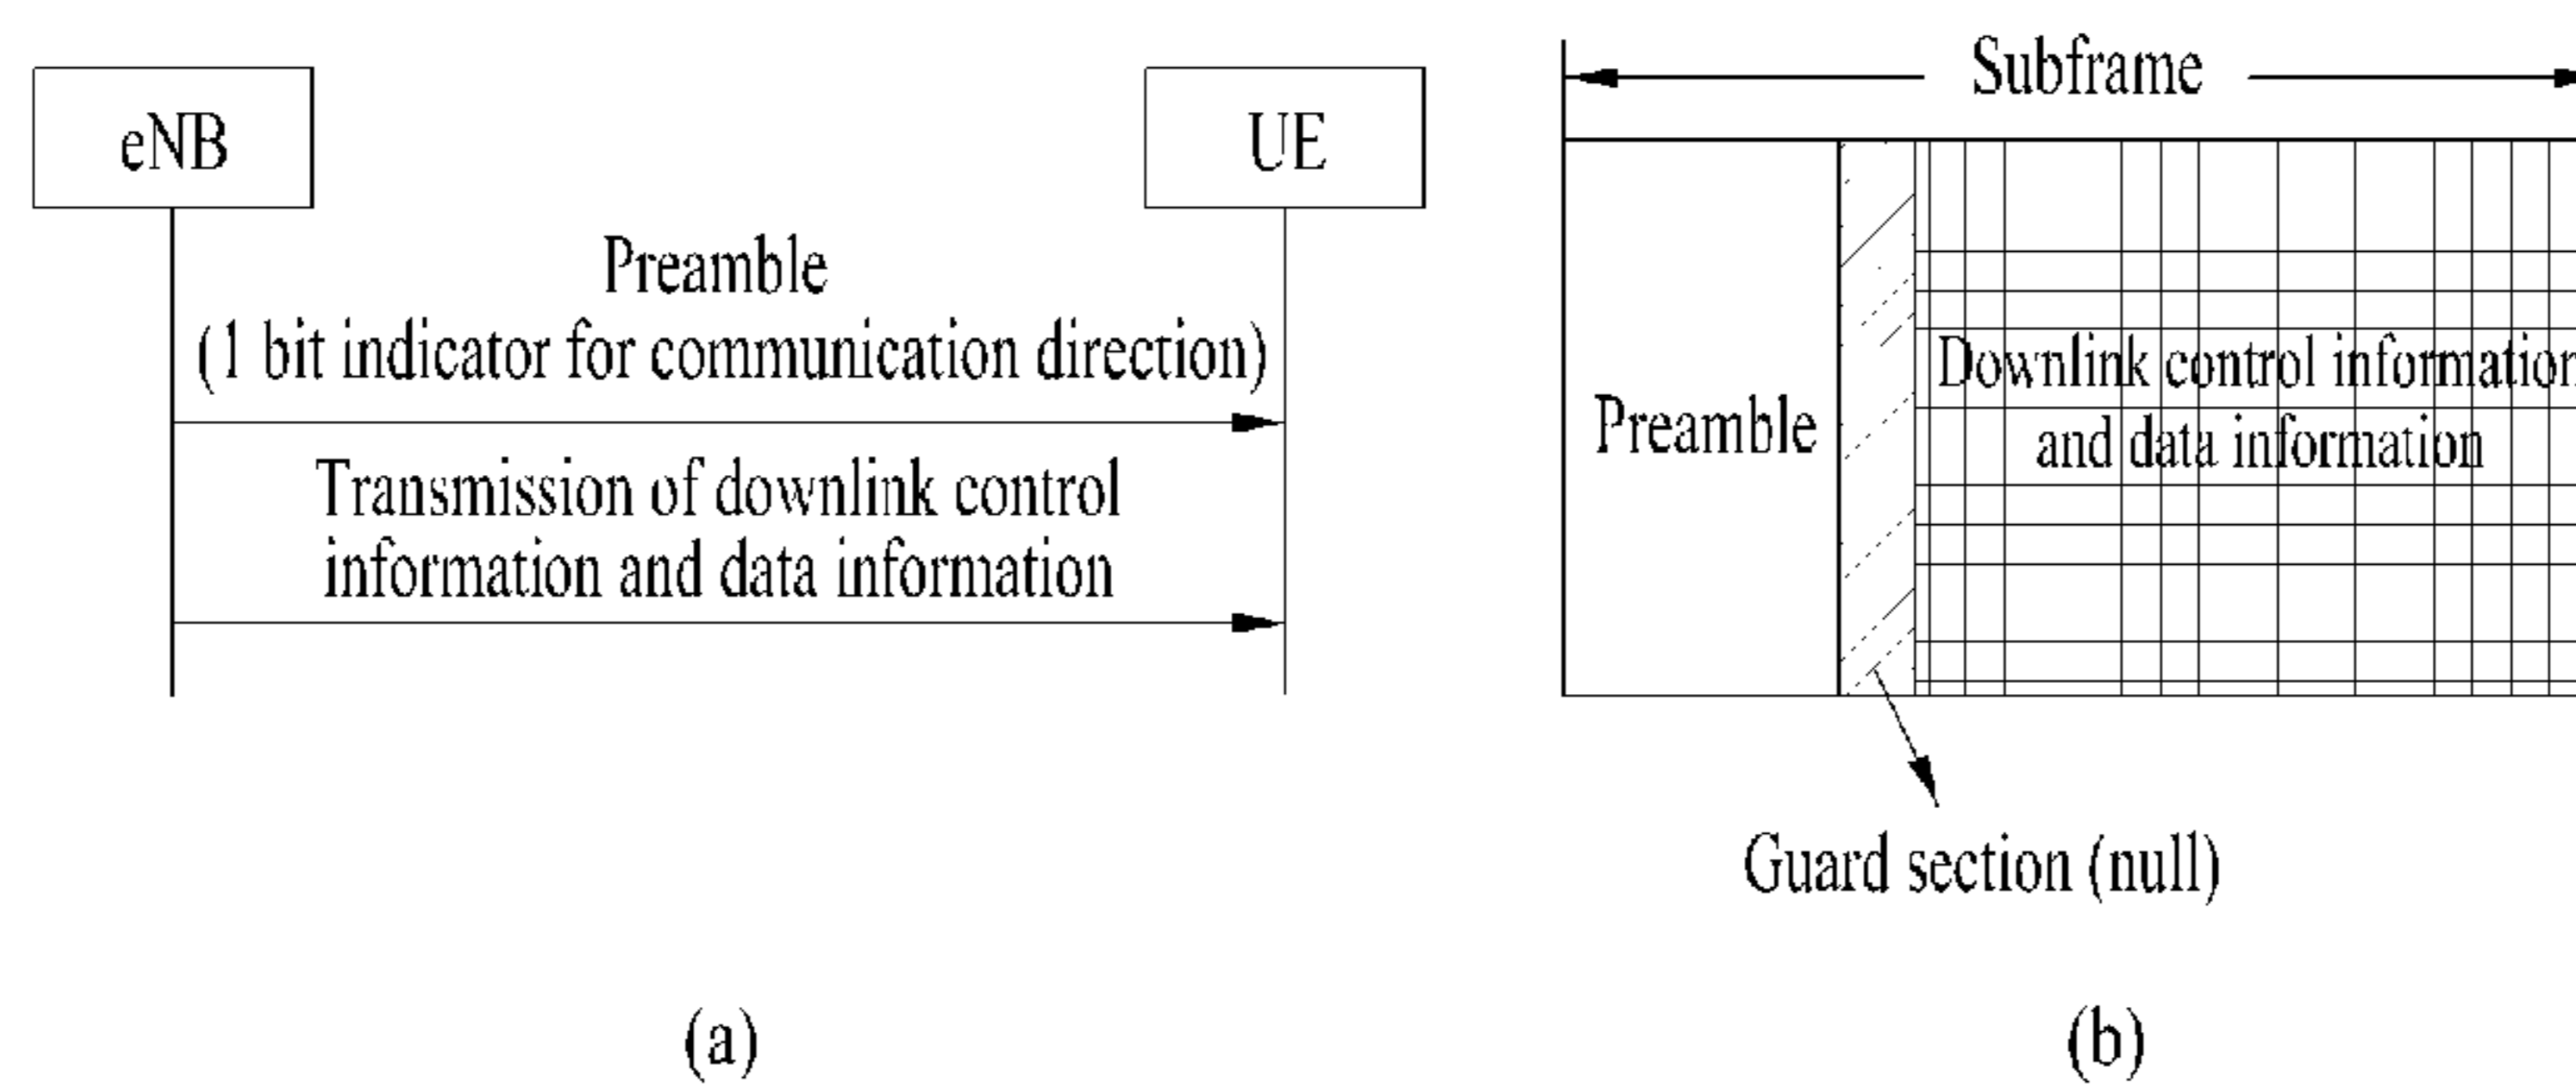 eNB
UE
Preamble
(1 bit indicator for communication direction)
Transmission of downlink control
information and data information
(a)
Subframe
Preamble
Downlink control information
and data information
Guard section (null)
(b)